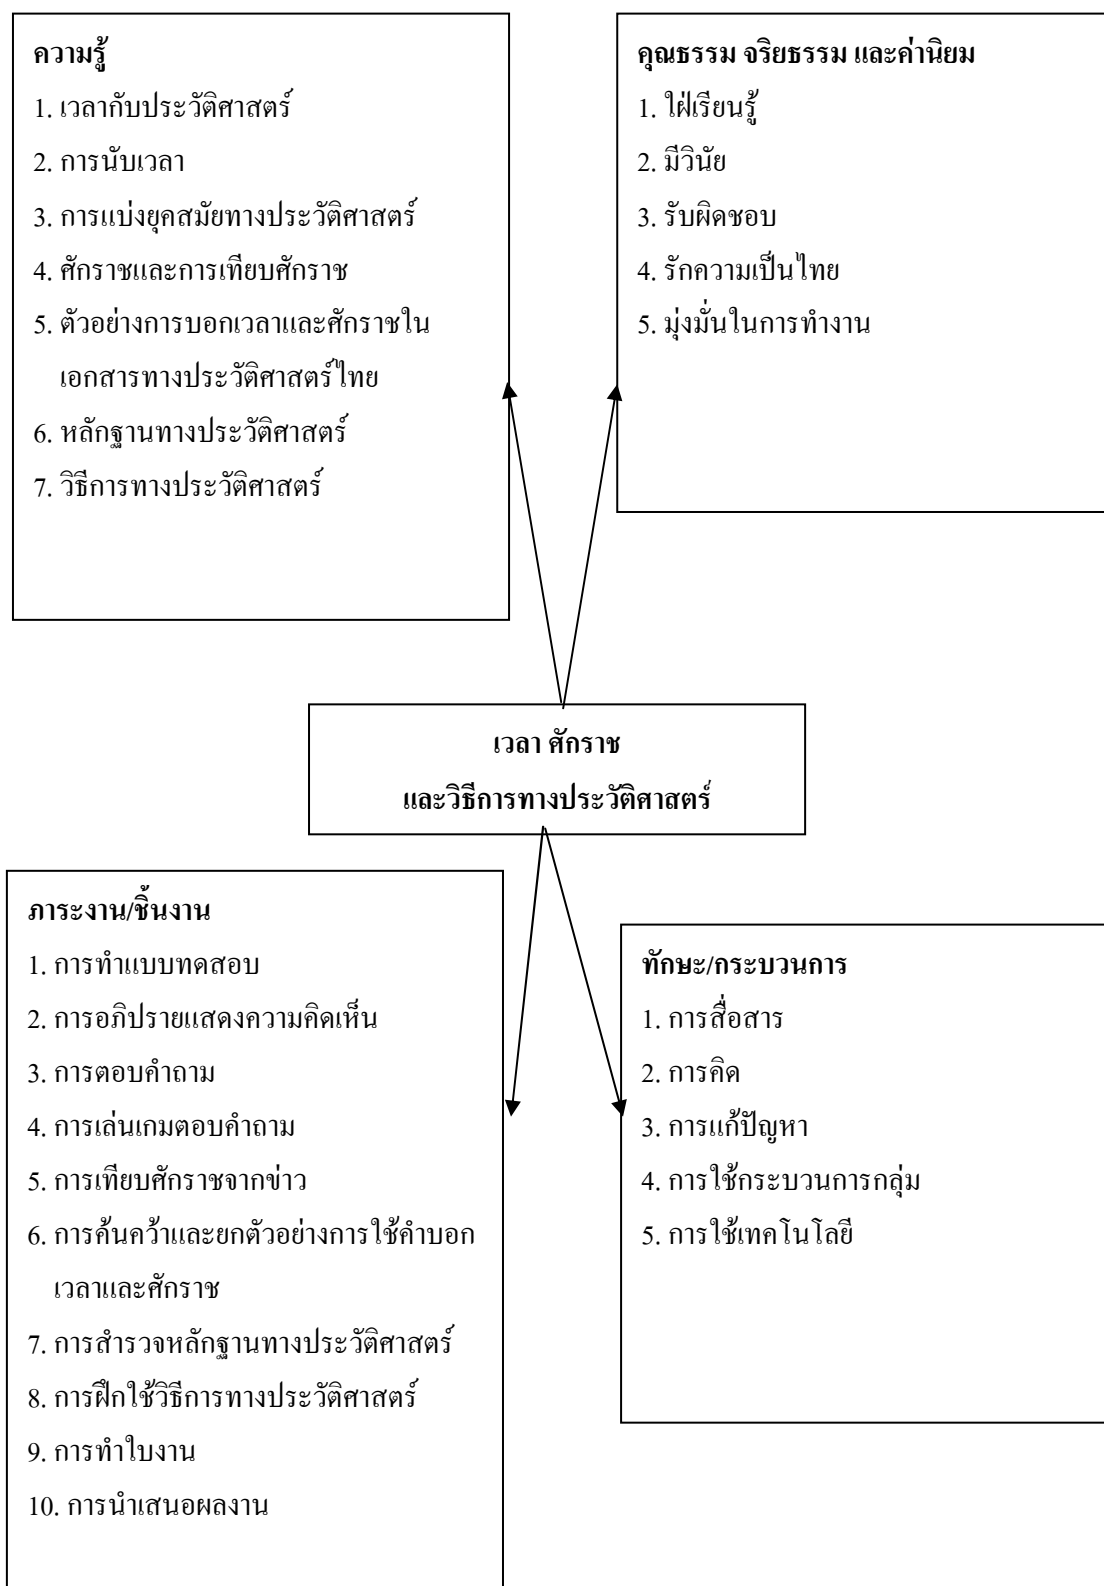 ความรู้
1. เวลากับประวัติศาสตร์
2. การนับเวลา
3. การแบ่งยุคสมัยทางประวัติศาสตร์
4. ศักราชและการเทียบศักราช
5. ตัวอย่างการบอกเวลาและศักราชใน
เอกสารทางประวัติศาสตร์ไทย
6. หลักฐานทางประวัติศาสตร์
7. วิธีการทางประวัติศาสตร์
คุณธรรม จริยธรรม และค่านิยม
1. ใฝ่เรียนรู้
2. มีวินัย
3. รับผิดชอบ
4. รักความเป็นไทย
5. มุ่งมั่นในการทำงาน
เวลา ศักราช
และวิธีการทางประวัติศาสตร์
ภาระงาน/ชิ้นงาน
1. การทำแบบทดสอบ
2. การอภิปรายแสดงความคิดเห็น
3. การตอบคำถาม
4. การเล่นเกมตอบคำถาม
5. การเทียบศักราชจากข่าว
6. การค้นคว้าและยกตัวอย่างการใช้คำบอก
เวลาและศักราช
7. การสำรวจหลักฐานทางประวัติศาสตร์
8. การฝึกใช้วิธีการทางประวัติศาสตร์
9. การทำใบงาน
10. การนำเสนอผลงาน
ทักษะ/กระบวนการ
1. การสื่อสาร
2. การคิด
3. การแก้ปัญหา
4. การใช้กระบวนการกลุ่ม
5. การใช้เทคโนโลยี